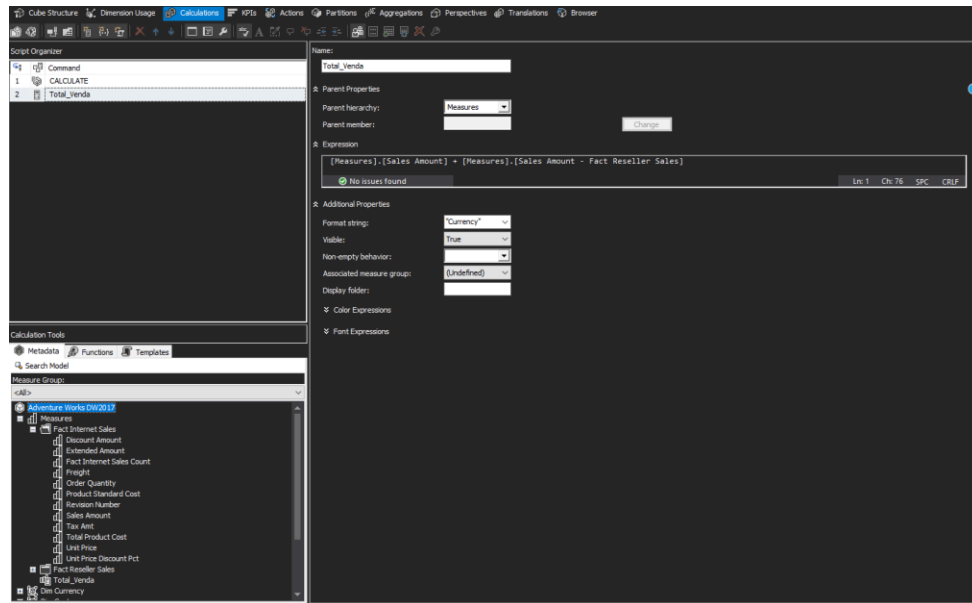 Cube Structure Dimension Usage Calculations KPIs Actions Partitions Aggregations Perspectives Translations Browser
Script Organizer
Command
1 CALCULATE
2 Total_Venda
Calculation Tools
Metadata Functions Templates
Search Model
Measure Group:
<All>
Adventure Works DW2017
Measures
Fact Internet Sales
Discount Amount
Extended Amount
Fact Internet Sales Count
Freight
Order Quantity
Product Standard Cost
Revision Number
Sales Amount
Tax Amt
Total Product Cost
Unit Price
Unit Price Discount Pct
Fact Reseller Sales
Total_Venda
Dim Currency
Name:
Total_Venda
Parent Properties
Parent hierarchy: Measures
Parent member: Change
Expression
[Measures].[Sales Amount] + [Measures].[Sales Amount - Fact Reseller Sales]
No issues found Ln: 1 Ch: 76 SPC CRLF
Additional Properties
Format string: "Currency"
Visible: True
Non-empty behavior:
Associated measure group: (Undefined)
Display folder:
Color Expressions
Font Expressions